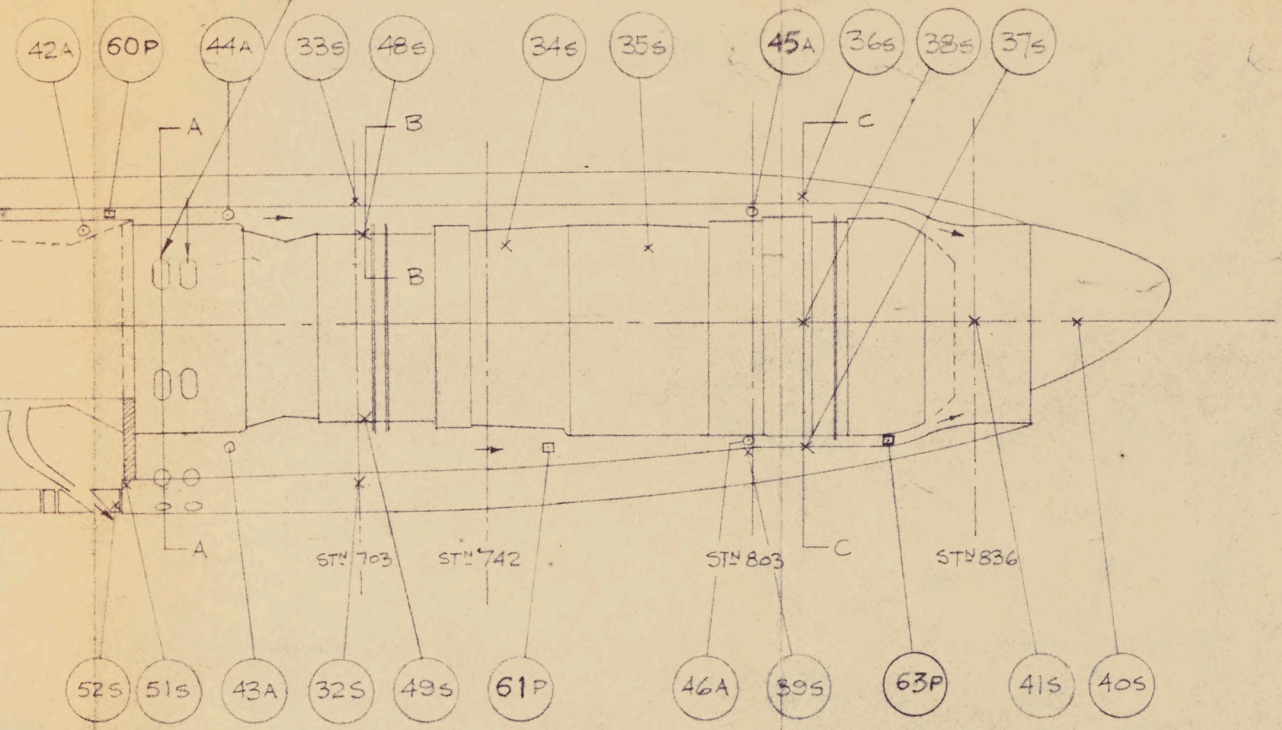 42A 60P 44A 33S 48S 34S 35S 45A 36S 38S 37S
A B C
B
A C
STN 703 STN 742 STN 803 STN 836
52S 51S 43A 32S 49S 61P 46A 39S 63P 41S 40S